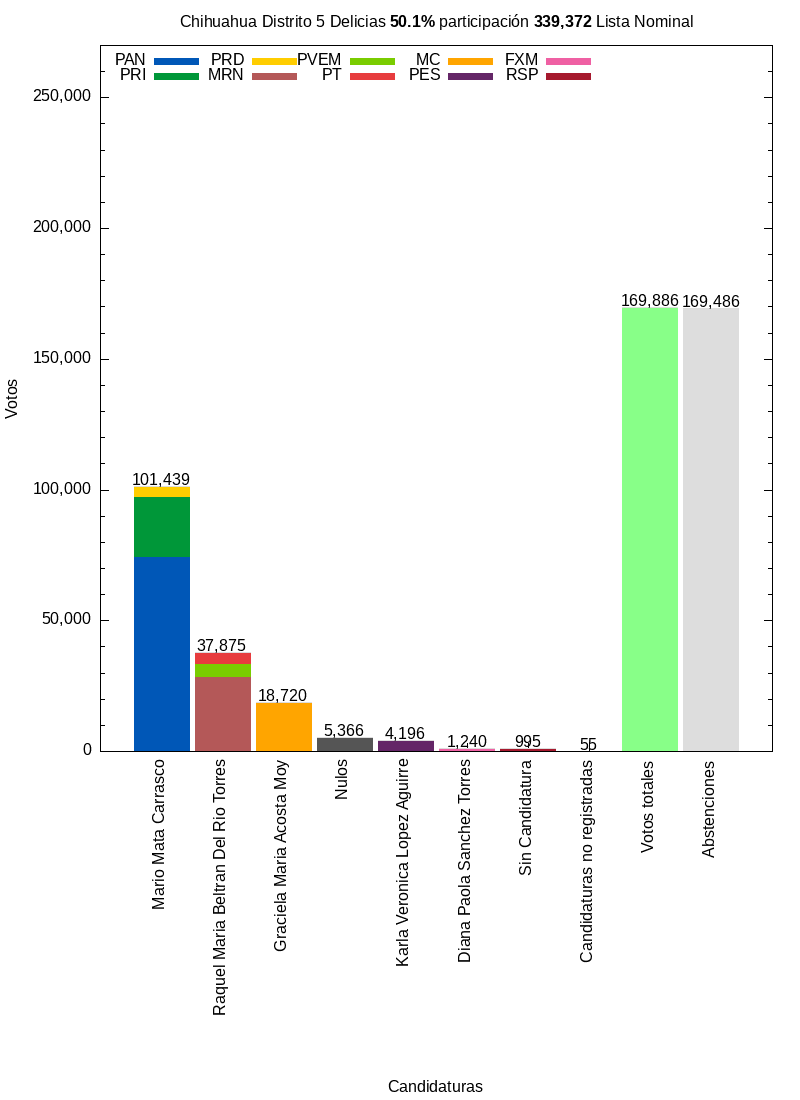 Chihuahua Distrito 5 Delicias 50.1% participación 339,372 Lista Nominal
PAN PRD PVEM MC FXM
PRI MRN PT PES RSP
250,000
200,000
150,000
100,000
50,000
0
Votos
101,439
37,875
18,720
5,366
4,196
1,240
995
55
169,886
169,486
Mario Mata Carrasco
Raquel Maria Beltran Del Rio Torres
Graciela Maria Acosta Moy
Nulos
Karla Veronica Lopez Aguirre
Diana Paola Sanchez Torres
Sin Candidatura
Candidaturas no registradas
Votos totales
Abstenciones
Candidaturas